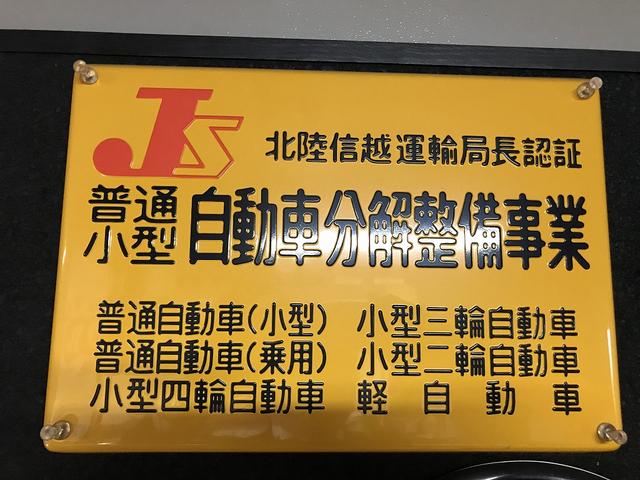 JS
北陸信越運輸局長認証
普通
小型
自動車分解整備事業
普通自動車(小型) 小型三輪自動車
普通自動車(乗用) 小型二輪自動車
小型四輪自動車 軽自動車